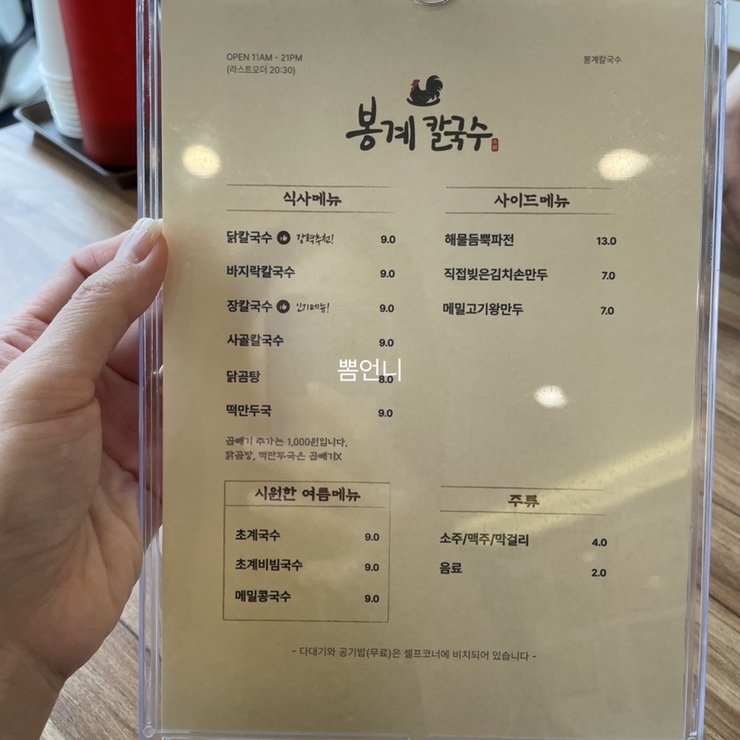 OPEN 11AM - 21PM
(라스트오더 20:30)
봉계칼국수
봉계 칼국수
식사메뉴
닭칼국수 강력추천! 9.0
바지락칼국수 9.0
장칼국수 인기메뉴! 9.0
사골칼국수 9.0
닭곰탕 8.0
떡만두국 9.0
곱빼기 추가는 1,000원입니다.
닭곰탕, 떡만두국은 곱빼기X
사이드메뉴
해물듬뿍파전 13.0
직접빚은김치손만두 7.0
메밀고기왕만두 7.0
뽐언니
시원한 여름메뉴
초계국수 9.0
초계비빔국수 9.0
메밀콩국수 9.0
주류
소주/맥주/막걸리 4.0
음료 2.0
- 다대기와 공기밥(무료)은 셀프코너에 비치되어 있습니다 -